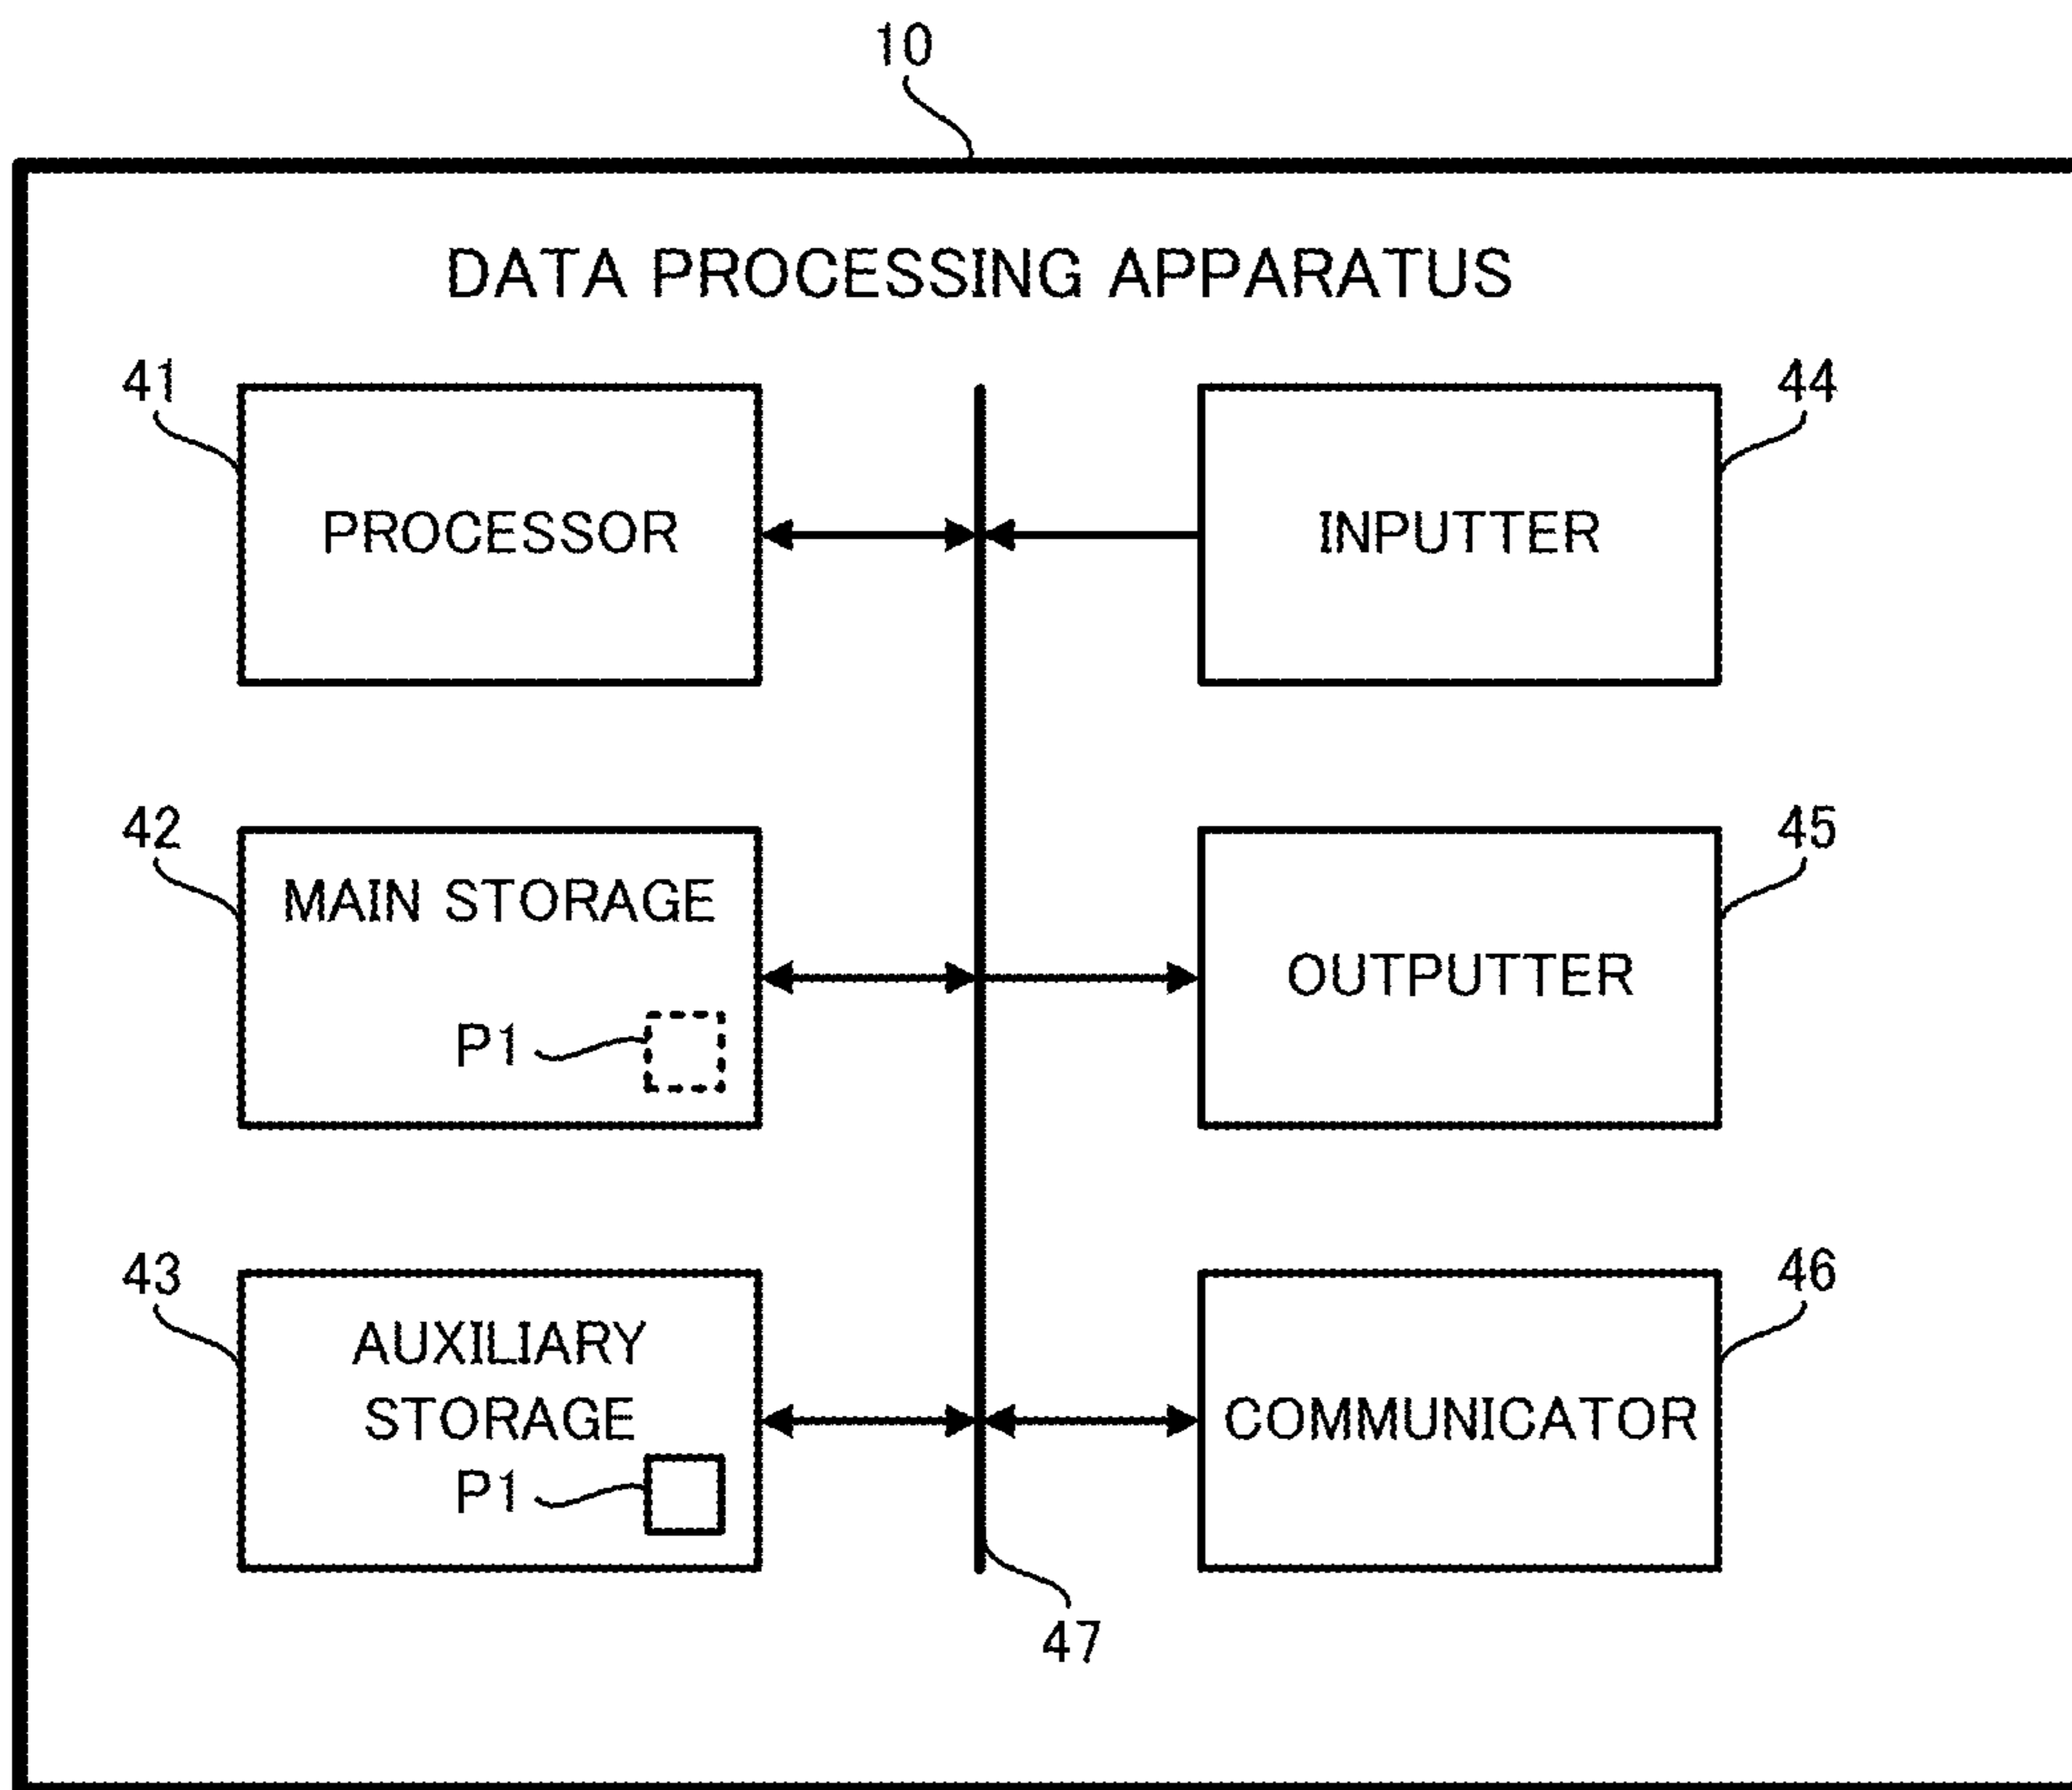 10
DATA PROCESSING APPARATUS
41
PROCESSOR
44
INPUTTER
42
MAIN STORAGE
P1
45
OUTPUTTER
43
AUXILIARY
STORAGE
P1
46
COMMUNICATOR
47